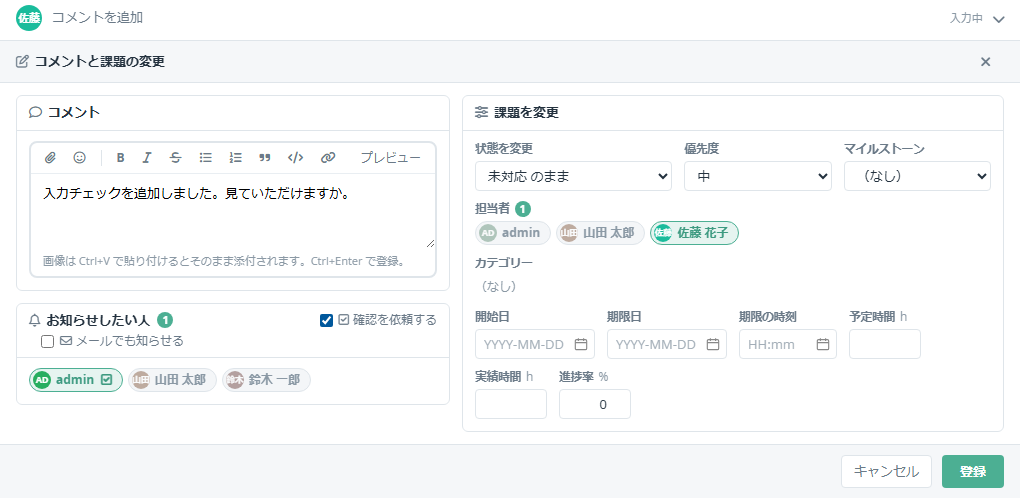 佐藤 コメントを追加 入力中
コメントと課題の変更
コメント
B I S プレビュー
入力チェックを追加しました。見ていただけますか。
画像は Ctrl+V で貼り付けるとそのまま添付されます。Ctrl+Enter で登録。
お知らせしたい人 1 確認を依頼する
メールでも知らせる
AD admin 山田 山田 太郎 鈴木 鈴木 一郎
課題を変更
状態を変更 優先度 マイルストーン
未対応 のまま 中 （なし）
担当者 1
AD admin 山田 山田 太郎 佐藤 佐藤 花子
カテゴリー
（なし）
開始日 期限日 期限の時刻 予定時間 h
YYYY-MM-DD YYYY-MM-DD HH:mm
実績時間 h 進捗率 %
0
キャンセル 登録